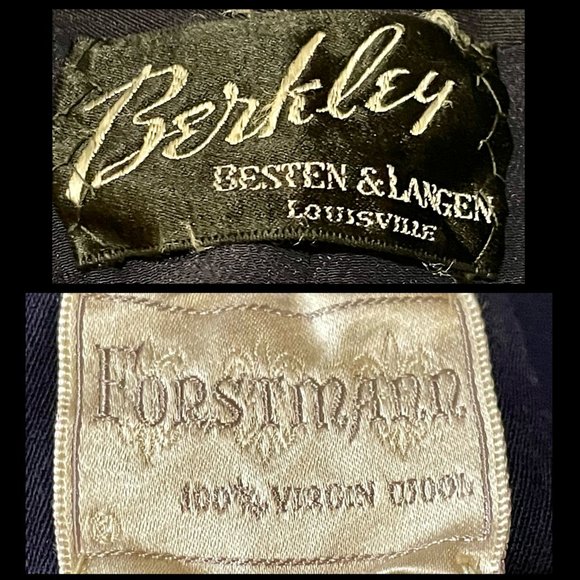 Berkley
BESTEN & LANGEN
LOUISVILLE
FORSTMANN
100% VIRGIN WOOL